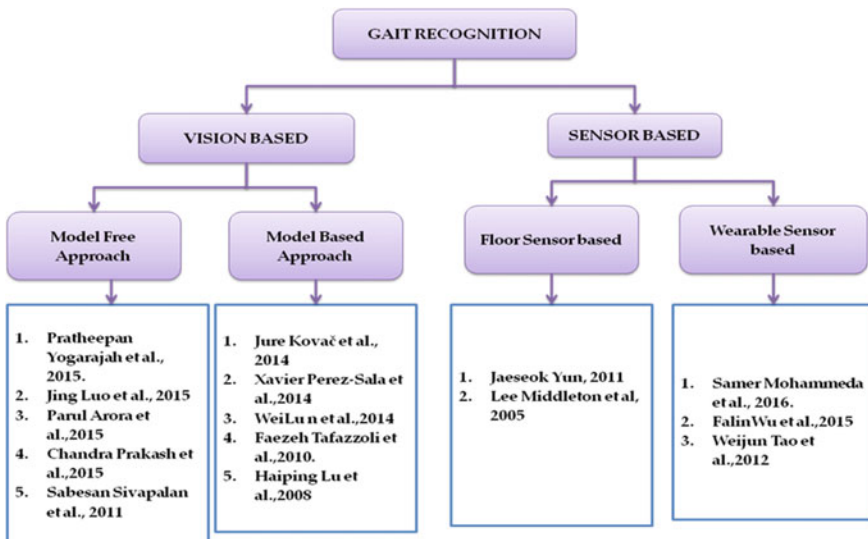 GAIT RECOGNITION
VISION BASED
SENSOR BASED
Model Free
Approach
Model Based
Approach
Floor Sensor based
Wearable Sensor
based
1. Pratheepan
Yogarajah et al.,
2015.
2. Jing Luo et al., 2015
3. Parul Arora et
al.,2015
4. Chandra Prakash et
al.,2015
5. Sabesan Sivapalan
et al., 2011
1. Jure Kovač et al.,
2014
2. Xavier Perez-Sala et
al.,2014
3. WeiLu n et al.,2014
4. Faezeh Tafazzoli et
al.,2010.
5. Haiping Lu et
al.,2008
1. Jaeseok Yun, 2011
2. Lee Middleton et al,
2005
1. Samer Mohammeda
et al., 2016.
2. FalinWu et al.,2015
3. Weijun Tao et
al.,2012